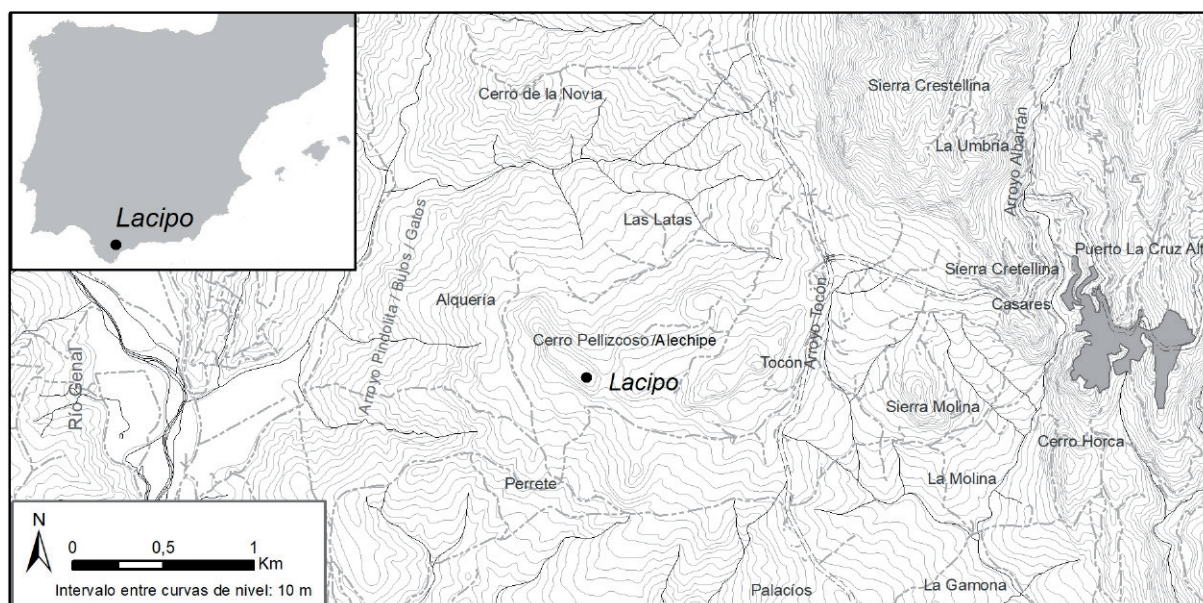 Lacipo
Cerro de la Novia
Sierra Crestellina
La Umbría
Arroyo Albarrán
Las Latas
Puerto La Cruz Alt
Arroyo Pindolita / Bujos / Gatos
Alquería
Sierra Cretellina
Casares
Arroyo Tocón
Cerro Pellizcoso/Alechipe
Tocón
Lacipo
Río Genal
Sierra Molina
Cerro Horca
Perrete
La Molina
Palacios
La Gamona
N
0 0,5 1
Km
Intervalo entre curvas de nivel: 10 m